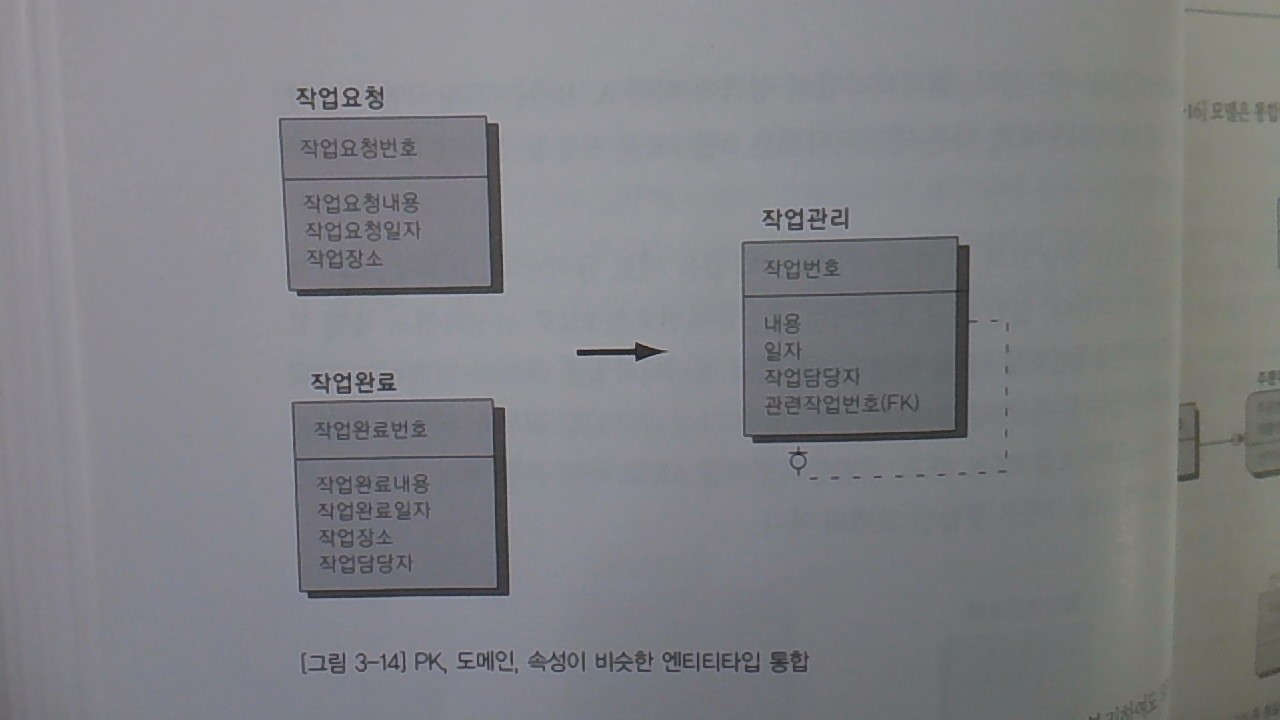 작업요청
작업요청번호
작업요청내용
작업요청일자
작업장소
작업완료
작업완료번호
작업완료내용
작업완료일자
작업장소
작업담당자
작업관리
작업번호
내용
일자
작업담당자
관련작업번호(FK)
[그림 3-14] PK, 도메인, 속성이 비슷한 엔티티타입 통합
-16] 모델은 통합